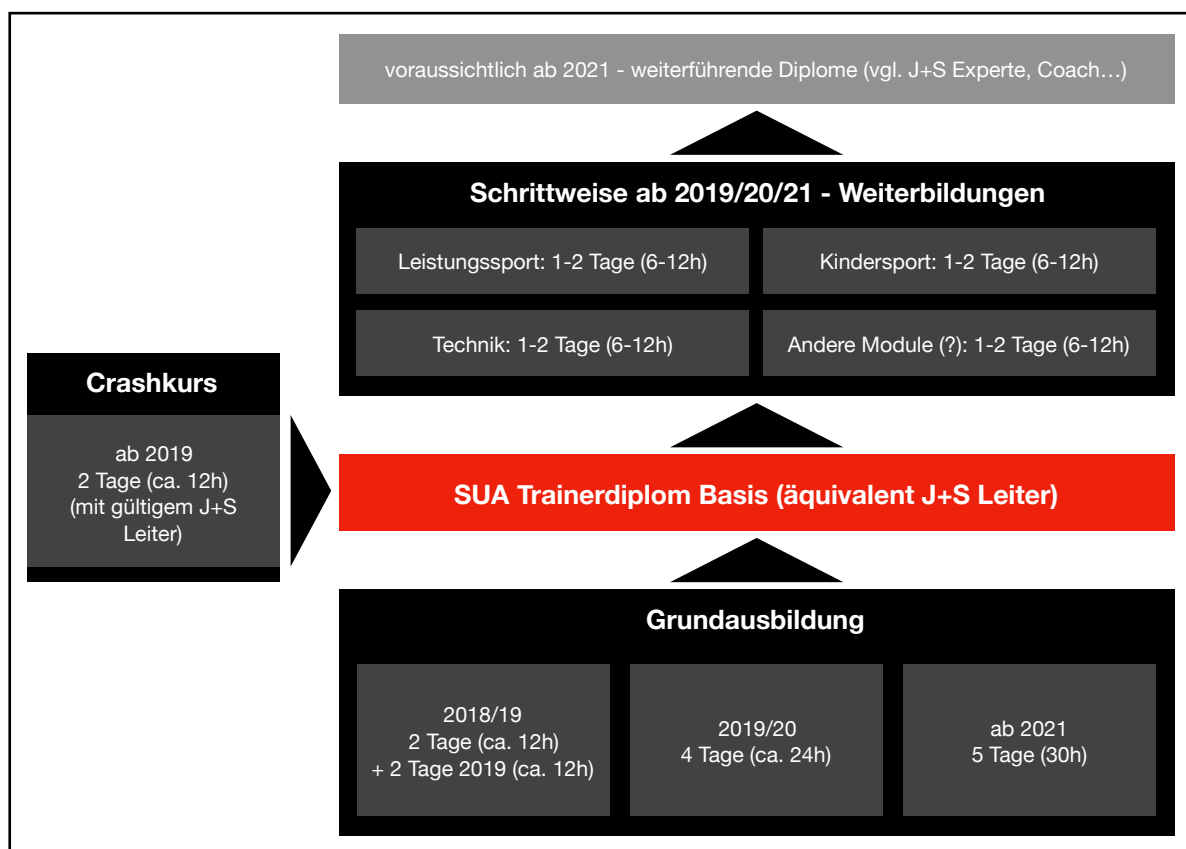 voraussichtlich ab 2021 - weiterführende Diplome (vgl. J+S Experte, Coach…)
Schrittweise ab 2019/20/21 - Weiterbildungen
Leistungssport: 1-2 Tage (6-12h)
Kindersport: 1-2 Tage (6-12h)
Technik: 1-2 Tage (6-12h)
Andere Module (?): 1-2 Tage (6-12h)
Crashkurs
ab 2019
2 Tage (ca. 12h)
(mit gültigem J+S
Leiter)
SUA Trainerdiplom Basis (äquivalent J+S Leiter)
Grundausbildung
2018/19
2 Tage (ca. 12h)
+ 2 Tage 2019 (ca. 12h)
2019/20
4 Tage (ca. 24h)
ab 2021
5 Tage (30h)